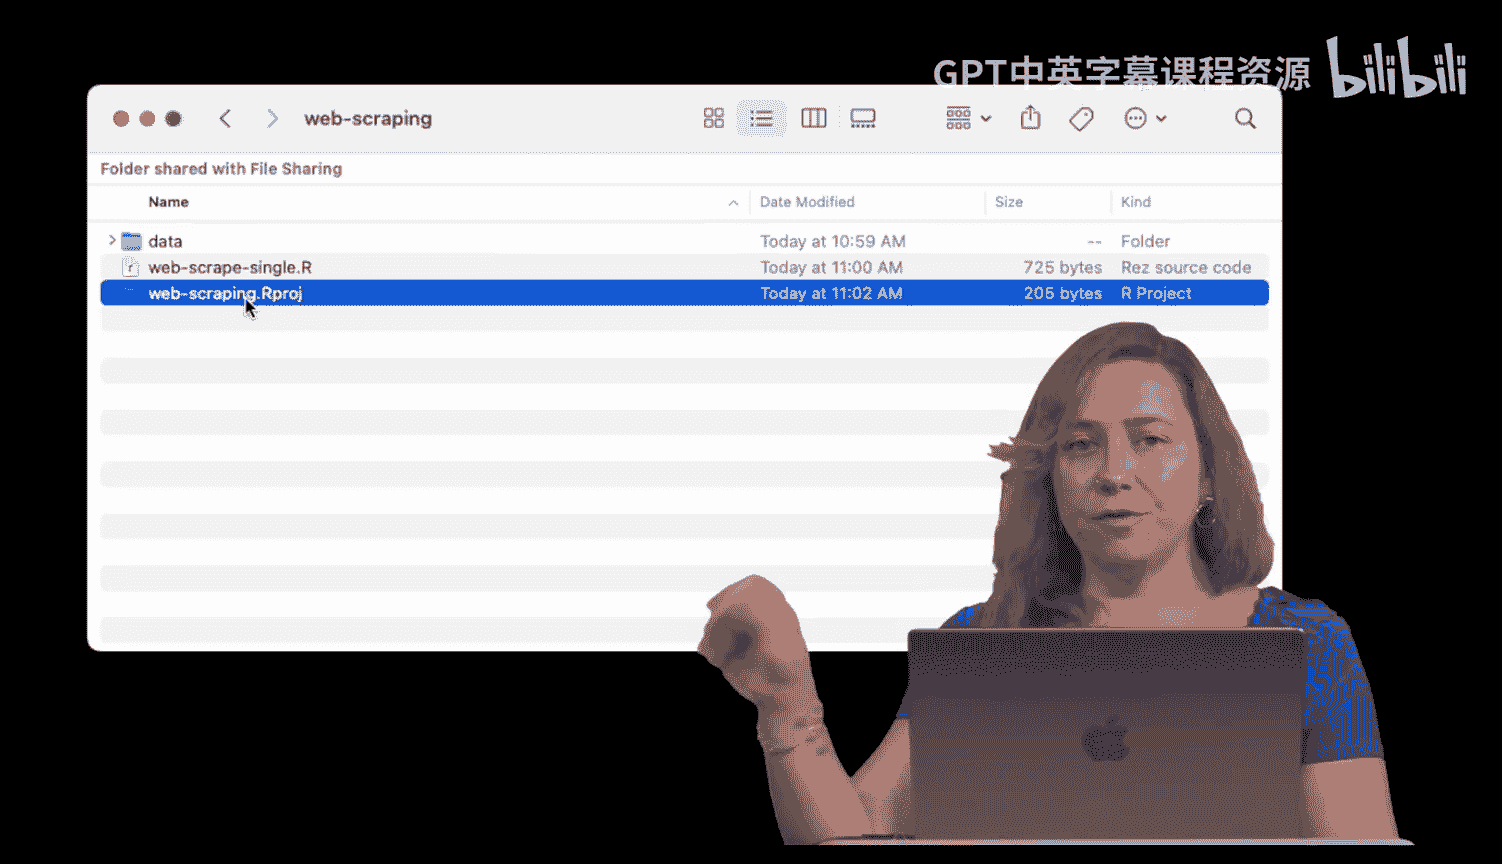 GPT中英字幕课程资源 bilibili
web-scraping
Folder shared with File Sharing
Name Date Modified Size Kind
data Today at 10:59 AM -- Folder
web-scrape-single.R Today at 11:00 AM 725 bytes Rez source code
web-scraping.Rproj Today at 11:02 AM 205 bytes R Project